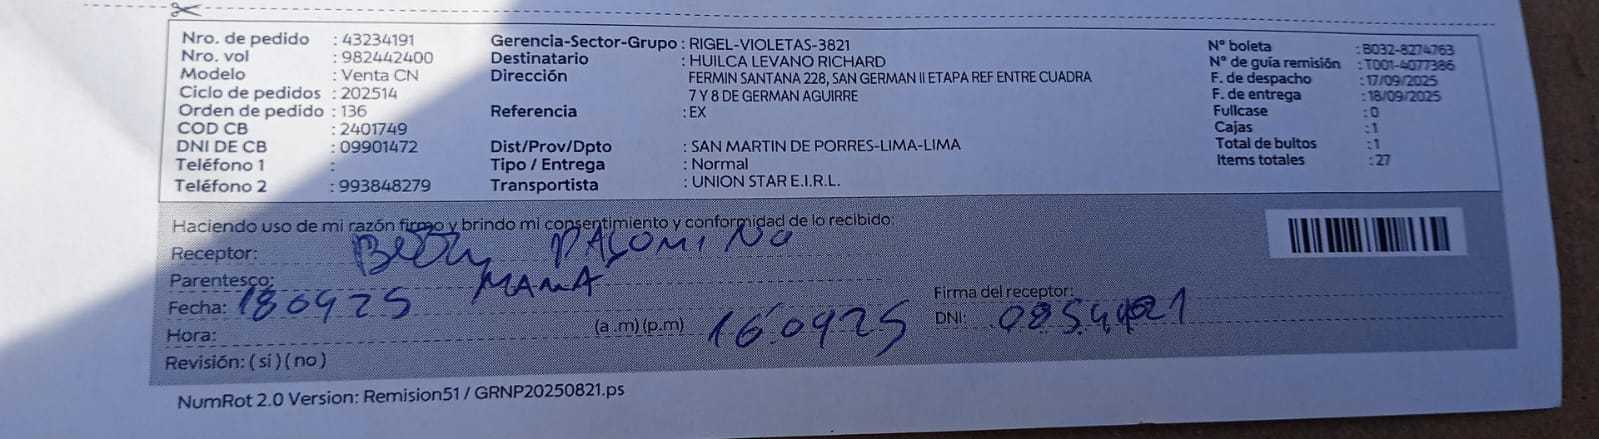 Nro. de pedido : 43234191
Nro. vol : 982442400
Modelo : Venta CN
Ciclo de pedidos : 202514
Orden de pedido : 136
COD CB : 2401749
DNI DE CB : 09901472
Teléfono 1 :
Teléfono 2 : 993848279
Gerencia-Sector-Grupo : RIGEL-VIOLETAS-3821
Destinatario : HUILCA LEVANO RICHARD
Dirección FERMIN SANTANA 228, SAN GERMAN II ETAPA REF ENTRE CUADRA
7 Y 8 DE GERMAN AGUIRRE
Referencia : EX
Dist/Prov/Dpto : SAN MARTIN DE PORRES-LIMA-LIMA
Tipo / Entrega : Normal
Transportista : UNION STAR E.I.R.L.
N° boleta : B032-8274763
N° de guía remisión : T001-4077386
F. de despacho : 17/09/2025
F. de entrega : 18/09/2025
Fullcase : 0
Cajas : 1
Total de bultos : 1
Items totales : 27
Haciendo uso de mi razón firmo y brindo mi consentimiento y conformidad de lo recibido:
Receptor: Betty PALOMINO
Parentesco: MAMA
Fecha: 180925
Hora: (a .m) (p.m) 160925
Revisión: ( si ) ( no )
Firma del receptor:
DNI:
NumRot 2.0 Version: Remision51 / GRNP20250821.ps